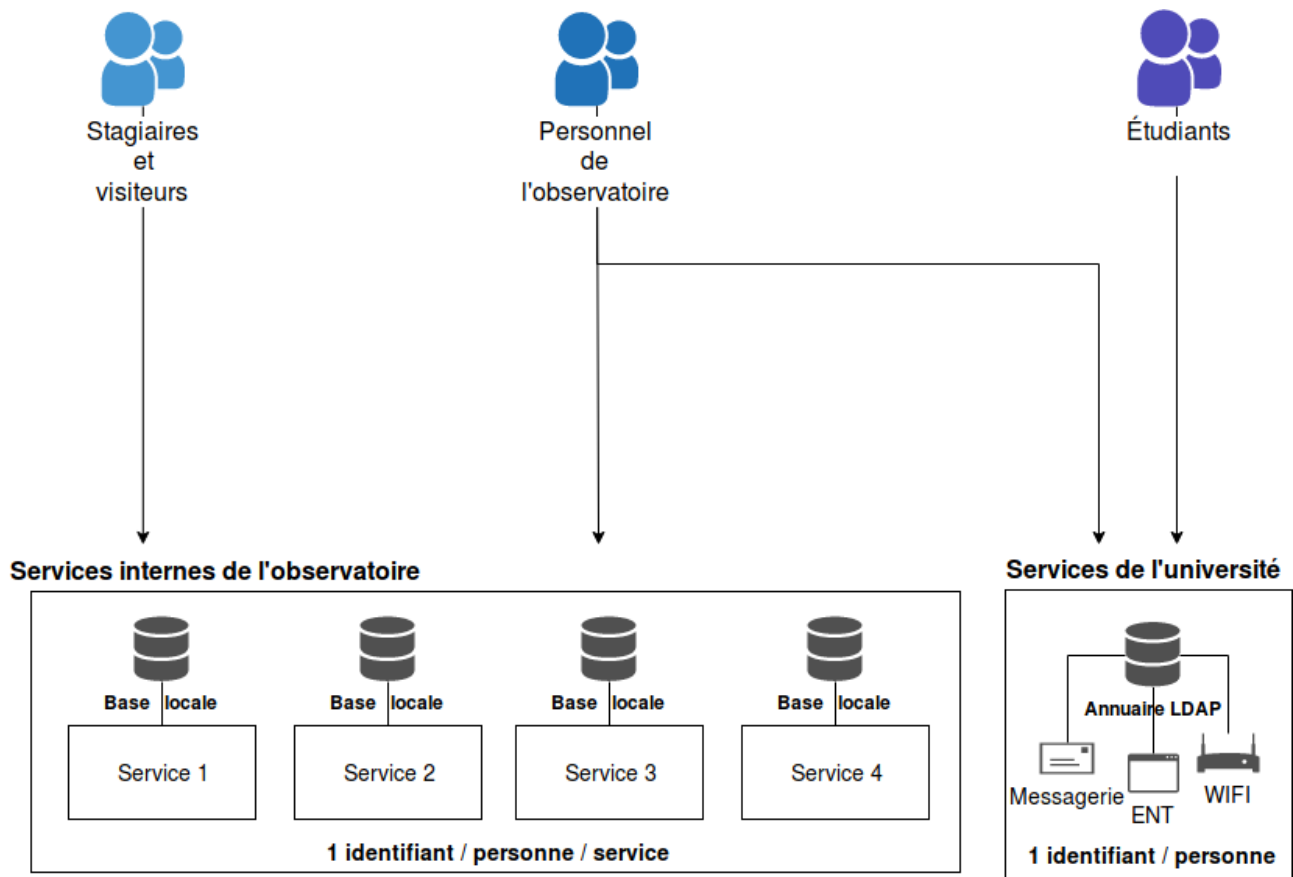 Stagiaires
et
visiteurs
Personnel
de
l'observatoire
Étudiants
Services internes de l'observatoire
Base locale
Base locale
Base locale
Base locale
Service 1
Service 2
Service 3
Service 4
1 identifiant / personne / service
Services de l'université
Annuaire LDAP
Messagerie
ENT
WIFI
1 identifiant / personne